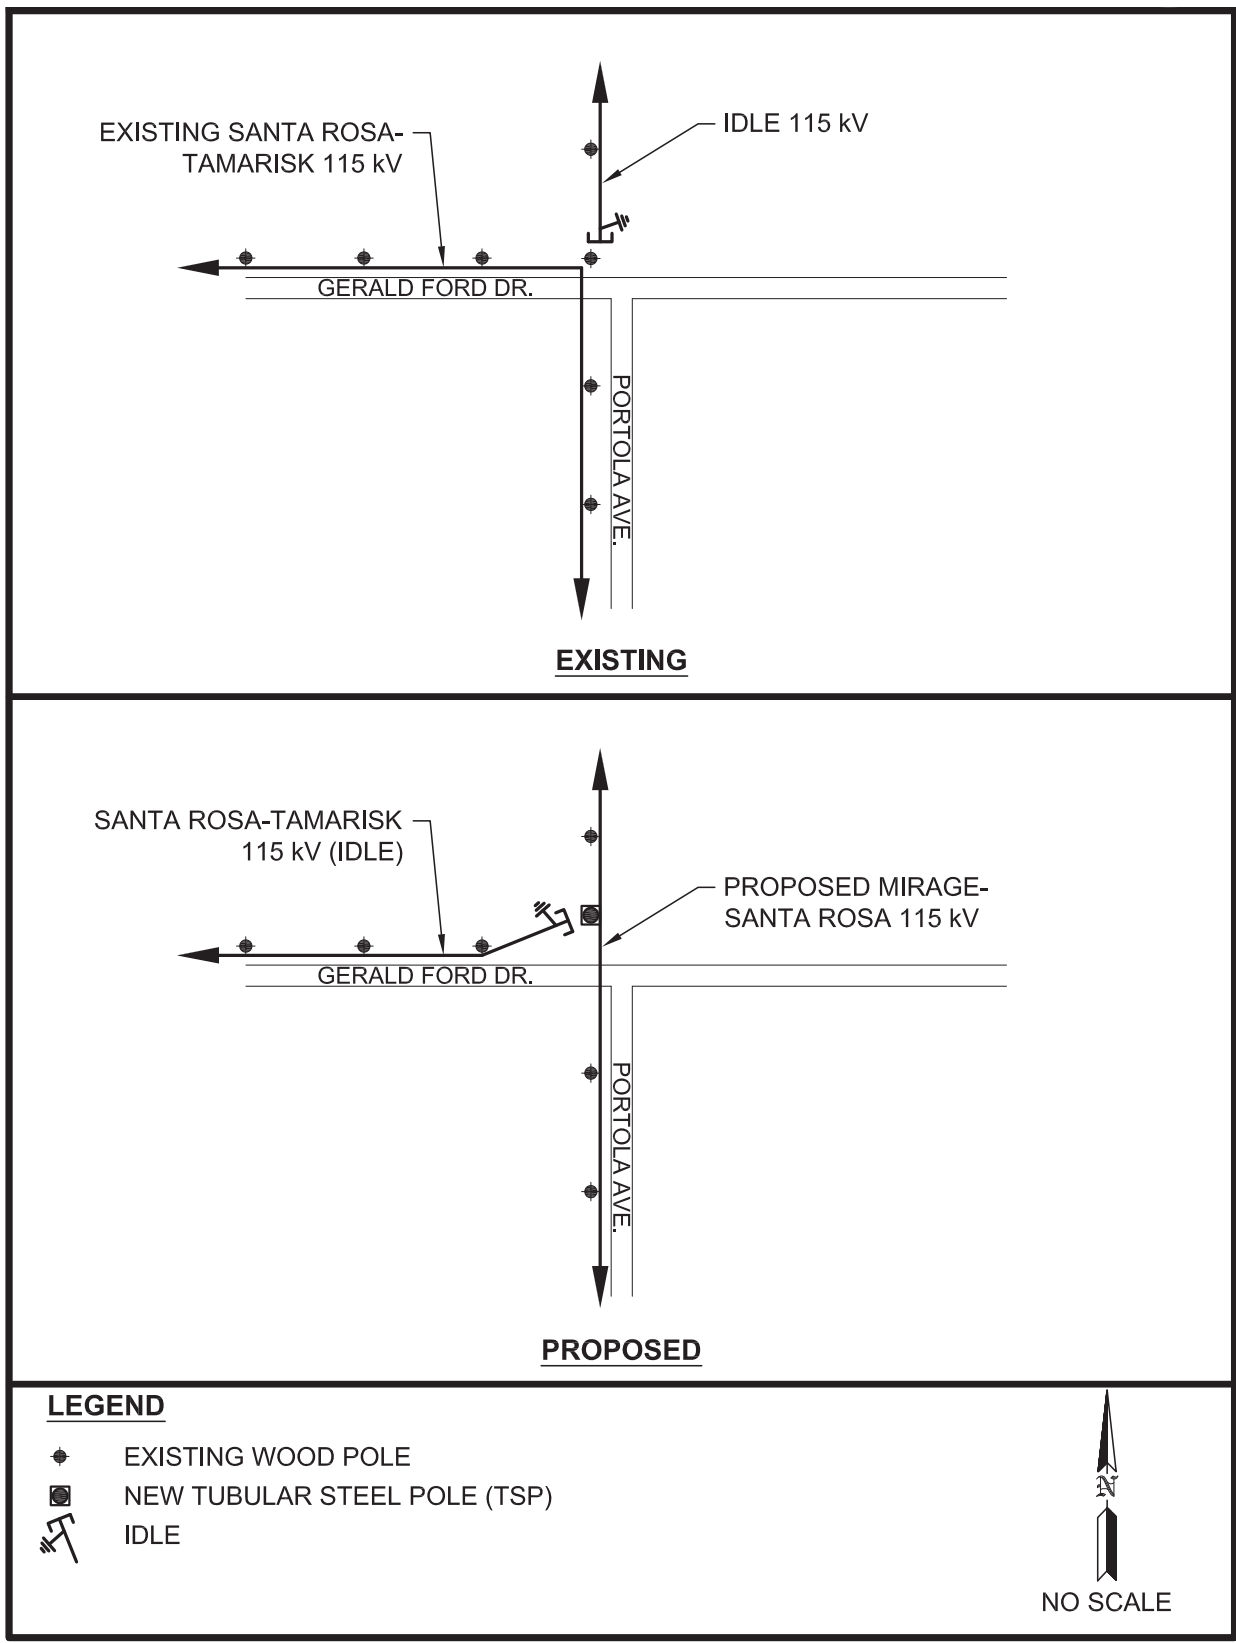 EXISTING SANTA ROSA-
TAMARISK 115 kV
IDLE 115 kV
GERALD FORD DR.
PORTOLA AVE.
EXISTING
SANTA ROSA-TAMARISK
115 kV (IDLE)
PROPOSED MIRAGE-
SANTA ROSA 115 kV
GERALD FORD DR.
PORTOLA AVE.
PROPOSED
LEGEND
EXISTING WOOD POLE
NEW TUBULAR STEEL POLE (TSP)
IDLE
N
NO SCALE